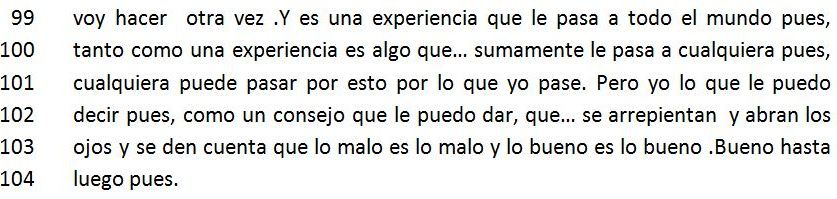 99 voy hacer otra vez .Y es una experiencia que le pasa a todo el mundo pues,
100 tanto como una experiencia es algo que... sumamente le pasa a cualquiera pues,
101 cualquiera puede pasar por esto por lo que yo pase. Pero yo lo que le puedo
102 decir pues, como un consejo que le puedo dar, que... se arrepientan y abran los
103 ojos y se den cuenta que lo malo es lo malo y lo bueno es lo bueno .Bueno hasta
104 luego pues.